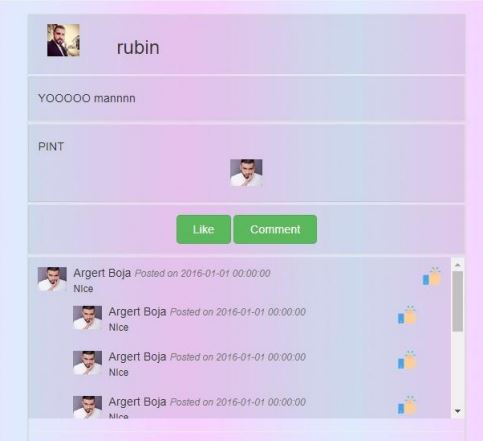 rubin
YOOOOO mannnn
PINT
Like Comment
Argert Boja Posted on 2016-01-01 00:00:00
NIce
Argert Boja Posted on 2016-01-01 00:00:00
NIce
Argert Boja Posted on 2016-01-01 00:00:00
NIce
Argert Boja Posted on 2016-01-01 00:00:00
NIce